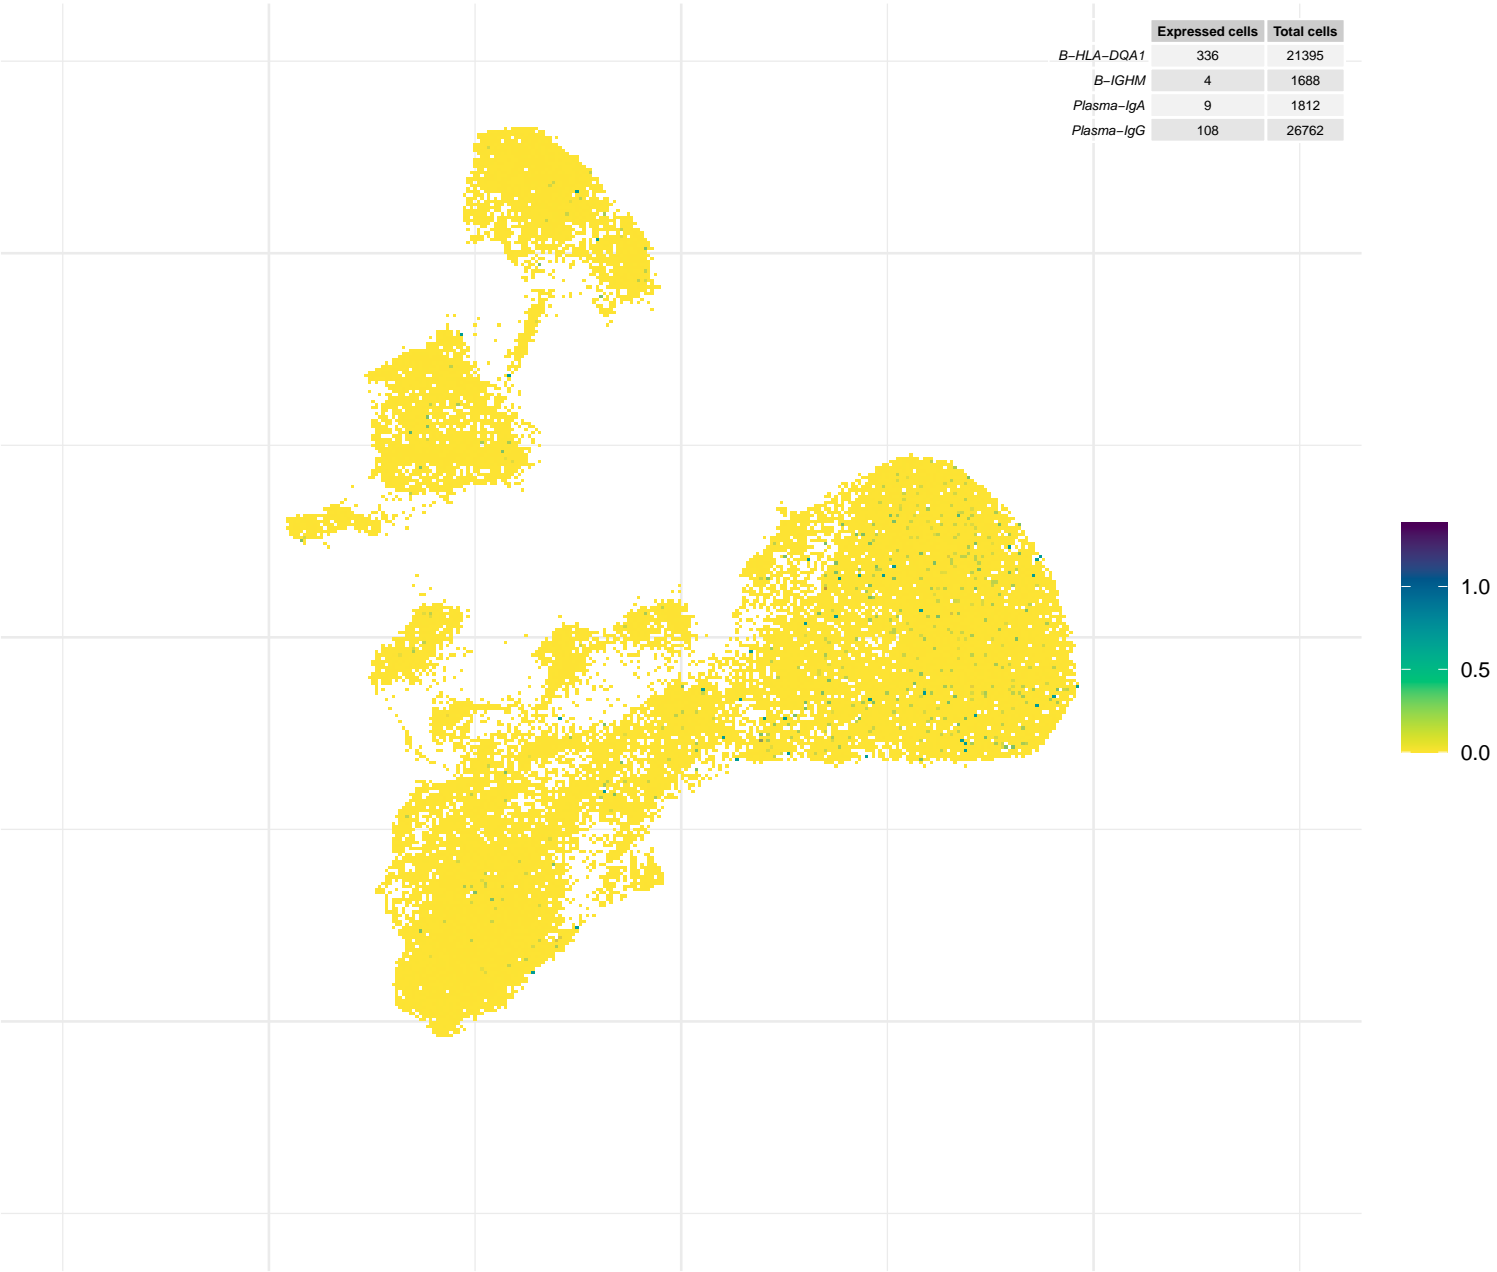 Expressed cells Total cells
B−HLA−DQA1 336 21395
B−IGHM 4 1688
Plasma−IgA 9 1812
Plasma−IgG 108 26762
1.0
0.5
0.0